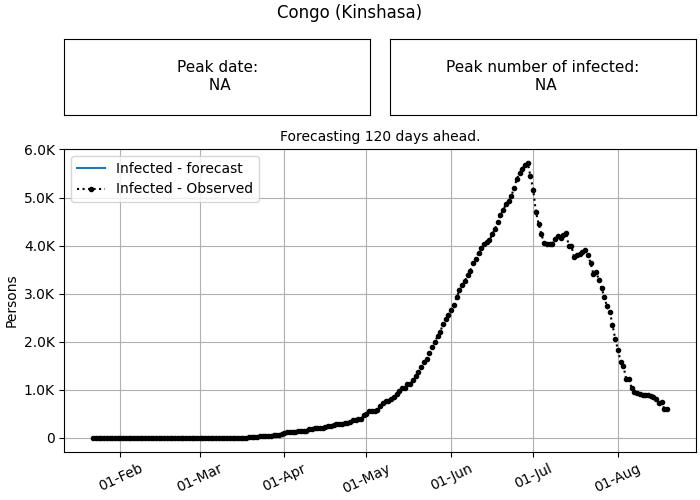 Congo (Kinshasa)
Peak date:
NA
Peak number of infected:
NA
Forecasting 120 days ahead.
Infected - forecast
Infected - Observed
6.0K
5.0K
4.0K
3.0K
2.0K
1.0K
0
Persons
01-Feb
01-Mar
01-Apr
01-May
01-Jun
01-Jul
01-Aug